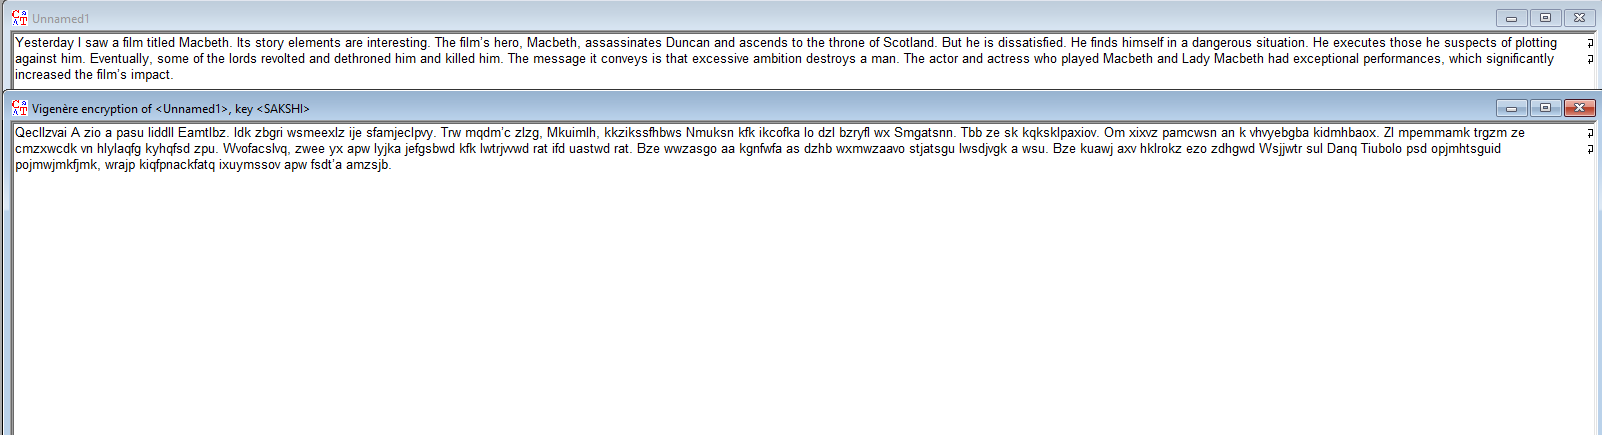 Unnamed1
Yesterday I saw a film titled Macbeth. Its story elements are interesting. The film's hero, Macbeth, assassinates Duncan and ascends to the throne of Scotland. But he is dissatisfied. He finds himself in a dangerous situation. He executes those he suspects of plotting
against him. Eventually, some of the lords revolted and dethroned him and killed him. The message it conveys is that excessive ambition destroys a man. The actor and actress who played Macbeth and Lady Macbeth had exceptional performances, which significantly
increased the film's impact.
Vigenère encryption of <Unnamed1>, key <SAKSHI>
Qecllzvai A zio a pasu liddll Eamtlbz. Idk zbgri wsmeexlz ije sfamjeclpvy. Trw mqdm'c zlzg, Mkuimlh, kkzikssfhbws Nmuksn kfk ikcofka lo dzl bzryfl wx Smgatsnn. Tbb ze sk kqksklpaxiov. Om xixvz pamcwsn an k vhvyebgba kidmhbaox. Zl mpemmamk trgzm ze
cmzxwcdk vn hlylaqfg kyhqfsd zpu. Wvofacslvq, zwee yx apw lyjka jefgsbwd kfk lwtrjvwd rat ifd uastwd rat. Bze wwzasgo aa kgnfwfa as dzhb wxmwzaavo stjatsgu lwsdjvgk a wsu. Bze kuawj axv hklrokz ezo zdhgwd Wsjjwtr sul Danq Tiubolo psd opjmhtsguid
pojmwjmkfjmk, wrajp kiqfpnackfatq ixuymssov apw fsdt'a amzsjb.